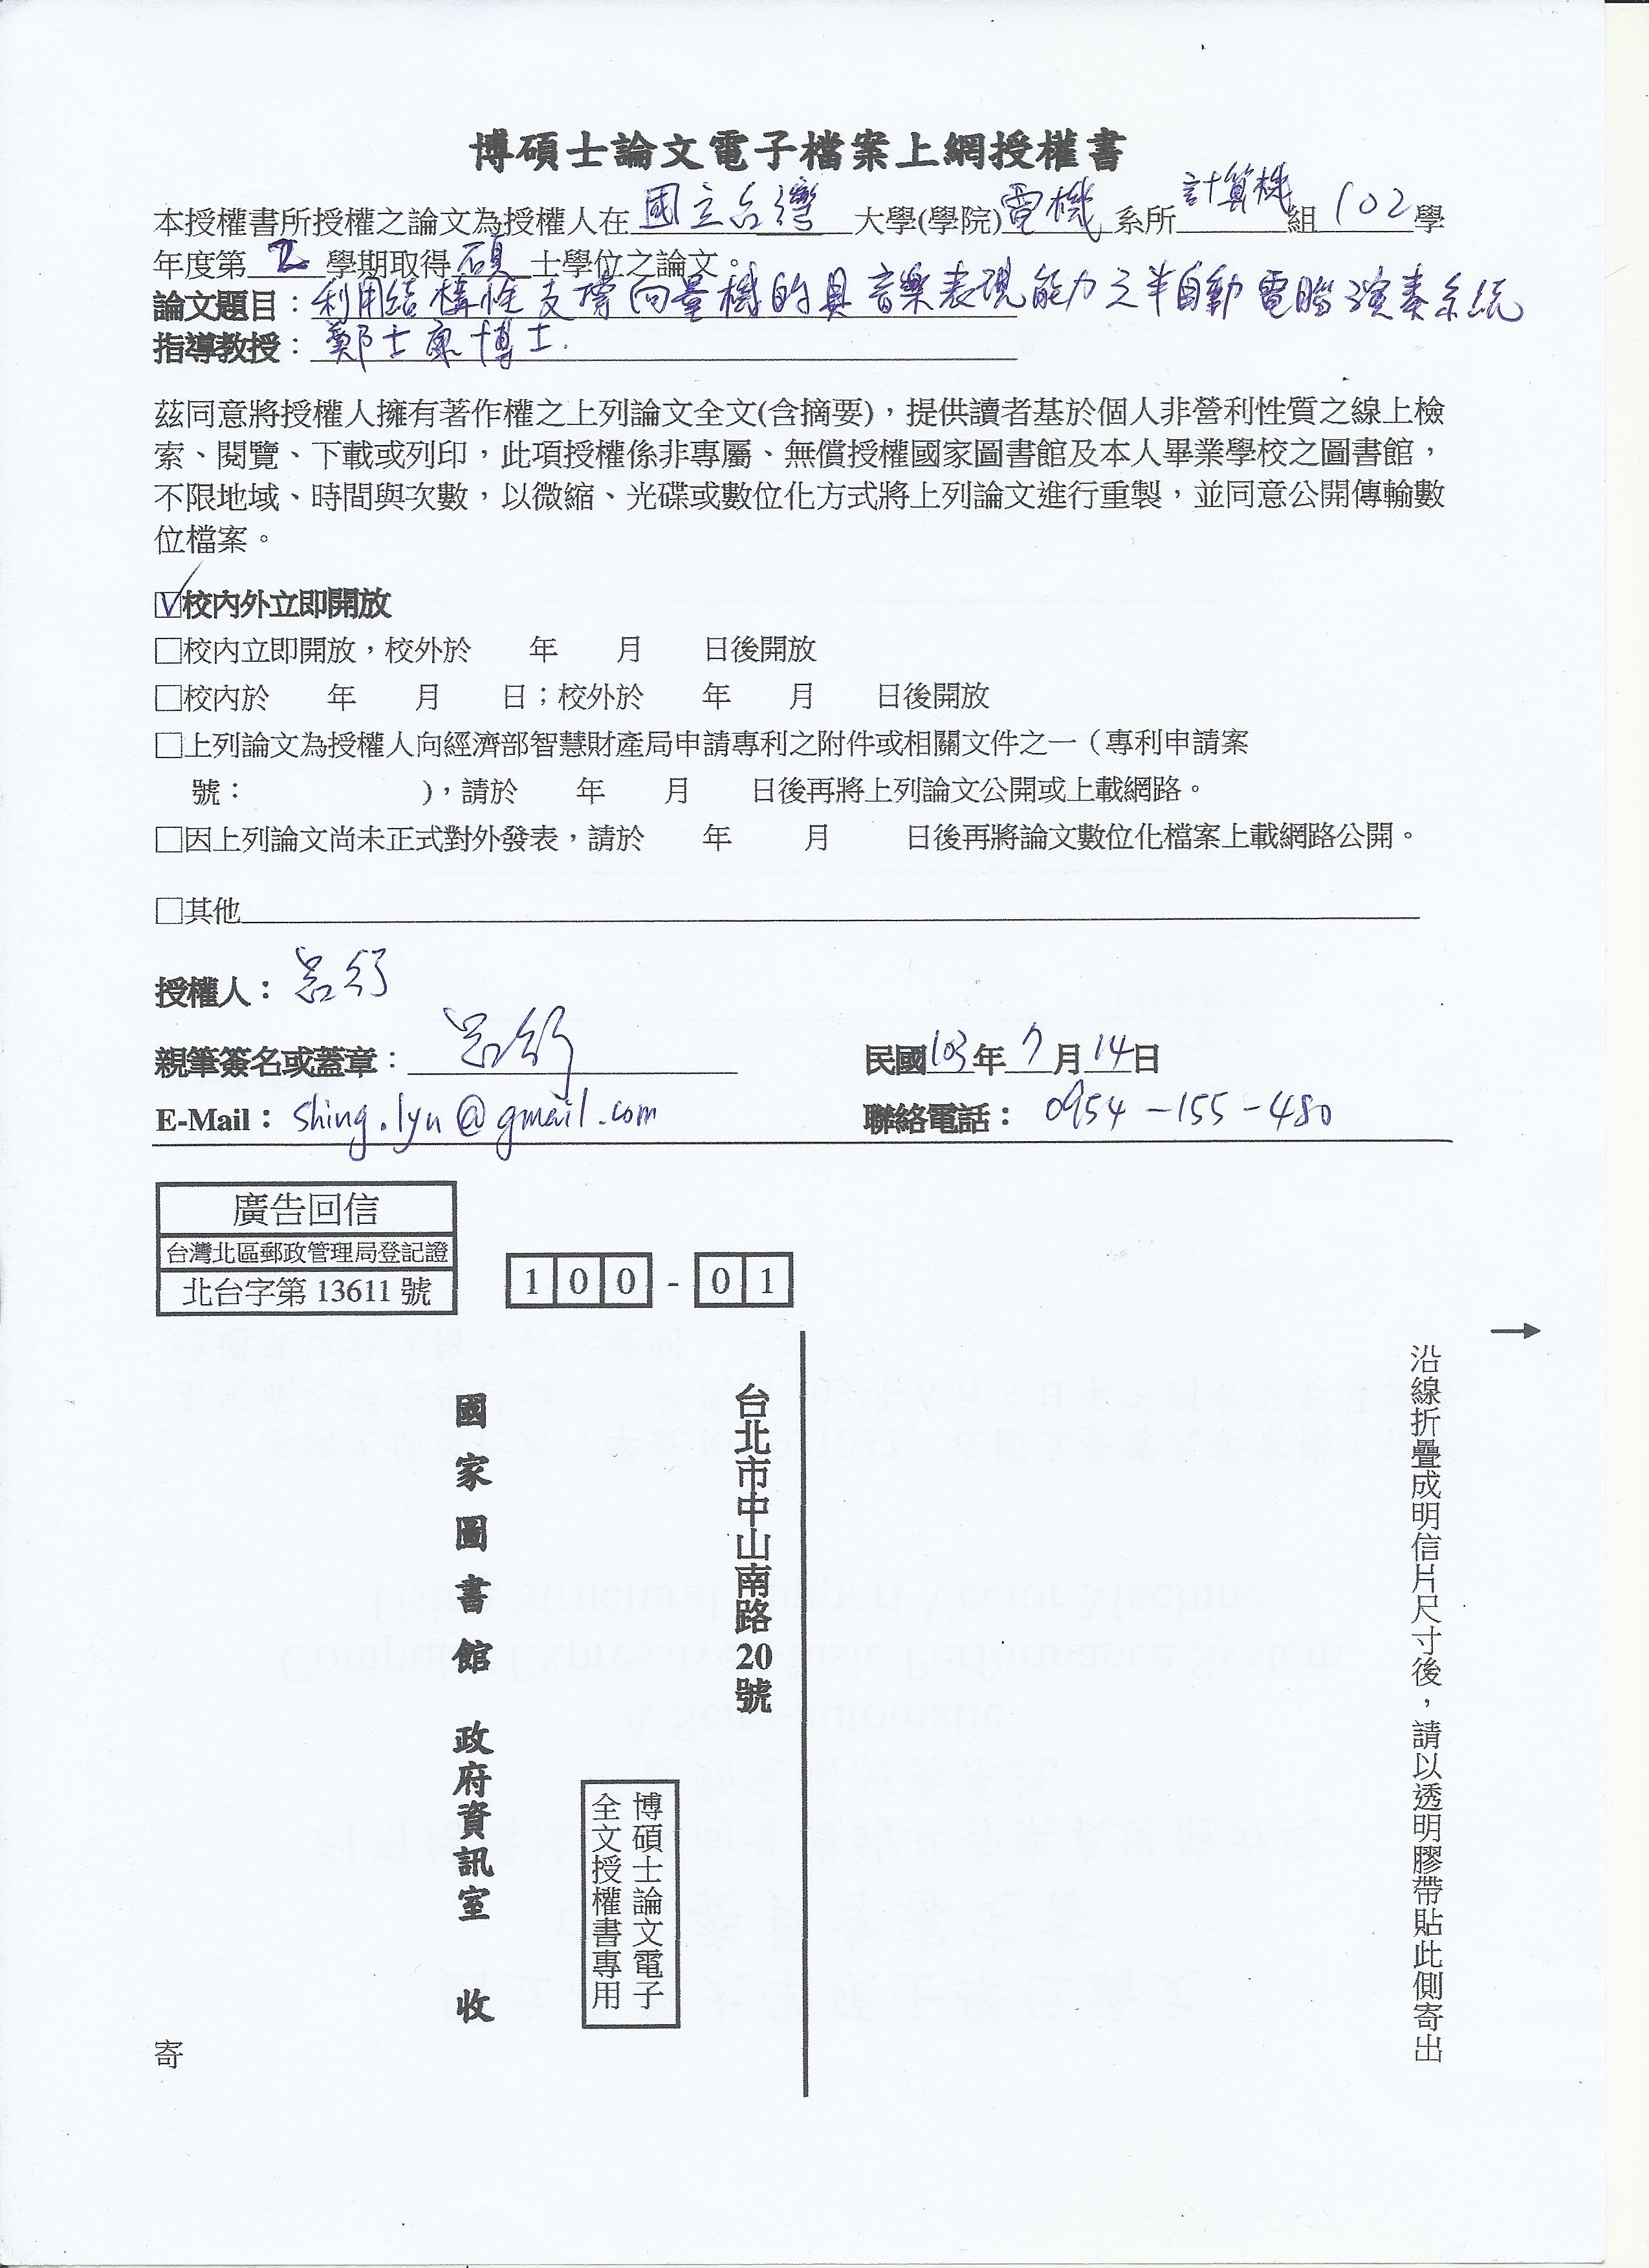 博碩士論文電子檔案上網授權書
本授權書所授權之論文為授權人在國立台灣大學(學院)電機系所計算機組102學
年度第2學期取得碩士學位之論文。
論文題目：利用結構性支撐向量機的具音樂表現能力之半自動電腦演奏系統
指導教授：鄭士康博士.
茲同意將授權人擁有著作權之上列論文全文(含摘要)，提供讀者基於個人非營利性質之線上檢
索、閱覽、下載或列印，此項授權係非專屬、無償授權國家圖書館及本人畢業學校之圖書館，
不限地域、時間與次數，以微縮、光碟或數位化方式將上列論文進行重製，並同意公開傳輸數
位檔案。
☑校內外立即開放
□校內立即開放，校外於　　年　　月　　日後開放
□校內於　　年　　月　　日；校外於　　年　　月　　日後開放
□上列論文為授權人向經濟部智慧財產局申請專利之附件或相關文件之一（專利申請案
號：　　　　　　)，請於　　年　　月　　日後再將上列論文公開或上載網路。
□因上列論文尚未正式對外發表，請於　　年　　月　　日後再將論文數位化檔案上載網路公開。
□其他
授權人：呂行
親筆簽名或蓋章：呂行
民國103年7月14日
E-Mail：shing.lyu@gmail.com
聯絡電話：0954-155-480
廣告回信
台灣北區郵政管理局登記證
北台字第13611號
100-01
沿線折疊成明信片尺寸後，請以透明膠帶貼此側寄出
→
台北市中山南路20號
博碩士論文電子
全文授權書專用
國家圖書館 政府資訊室 收
寄